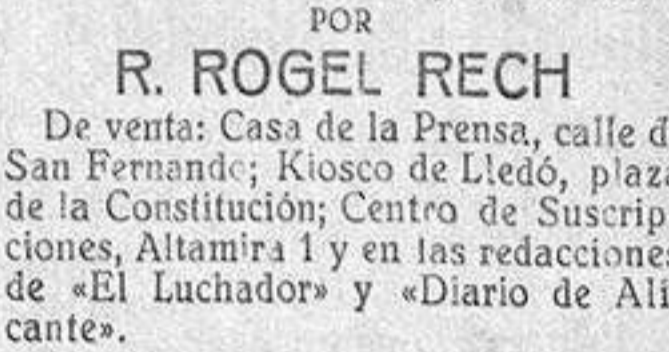 POR
R. ROGEL RECH
De venta: Casa de la Prensa, calle d
San Fernando; Kiosco de Lledó, plaza
de la Constitución; Centro de Suscrip
ciones, Altamira 1 y en las redacciones
de «El Luchador» y «Diario de Ali
cante».